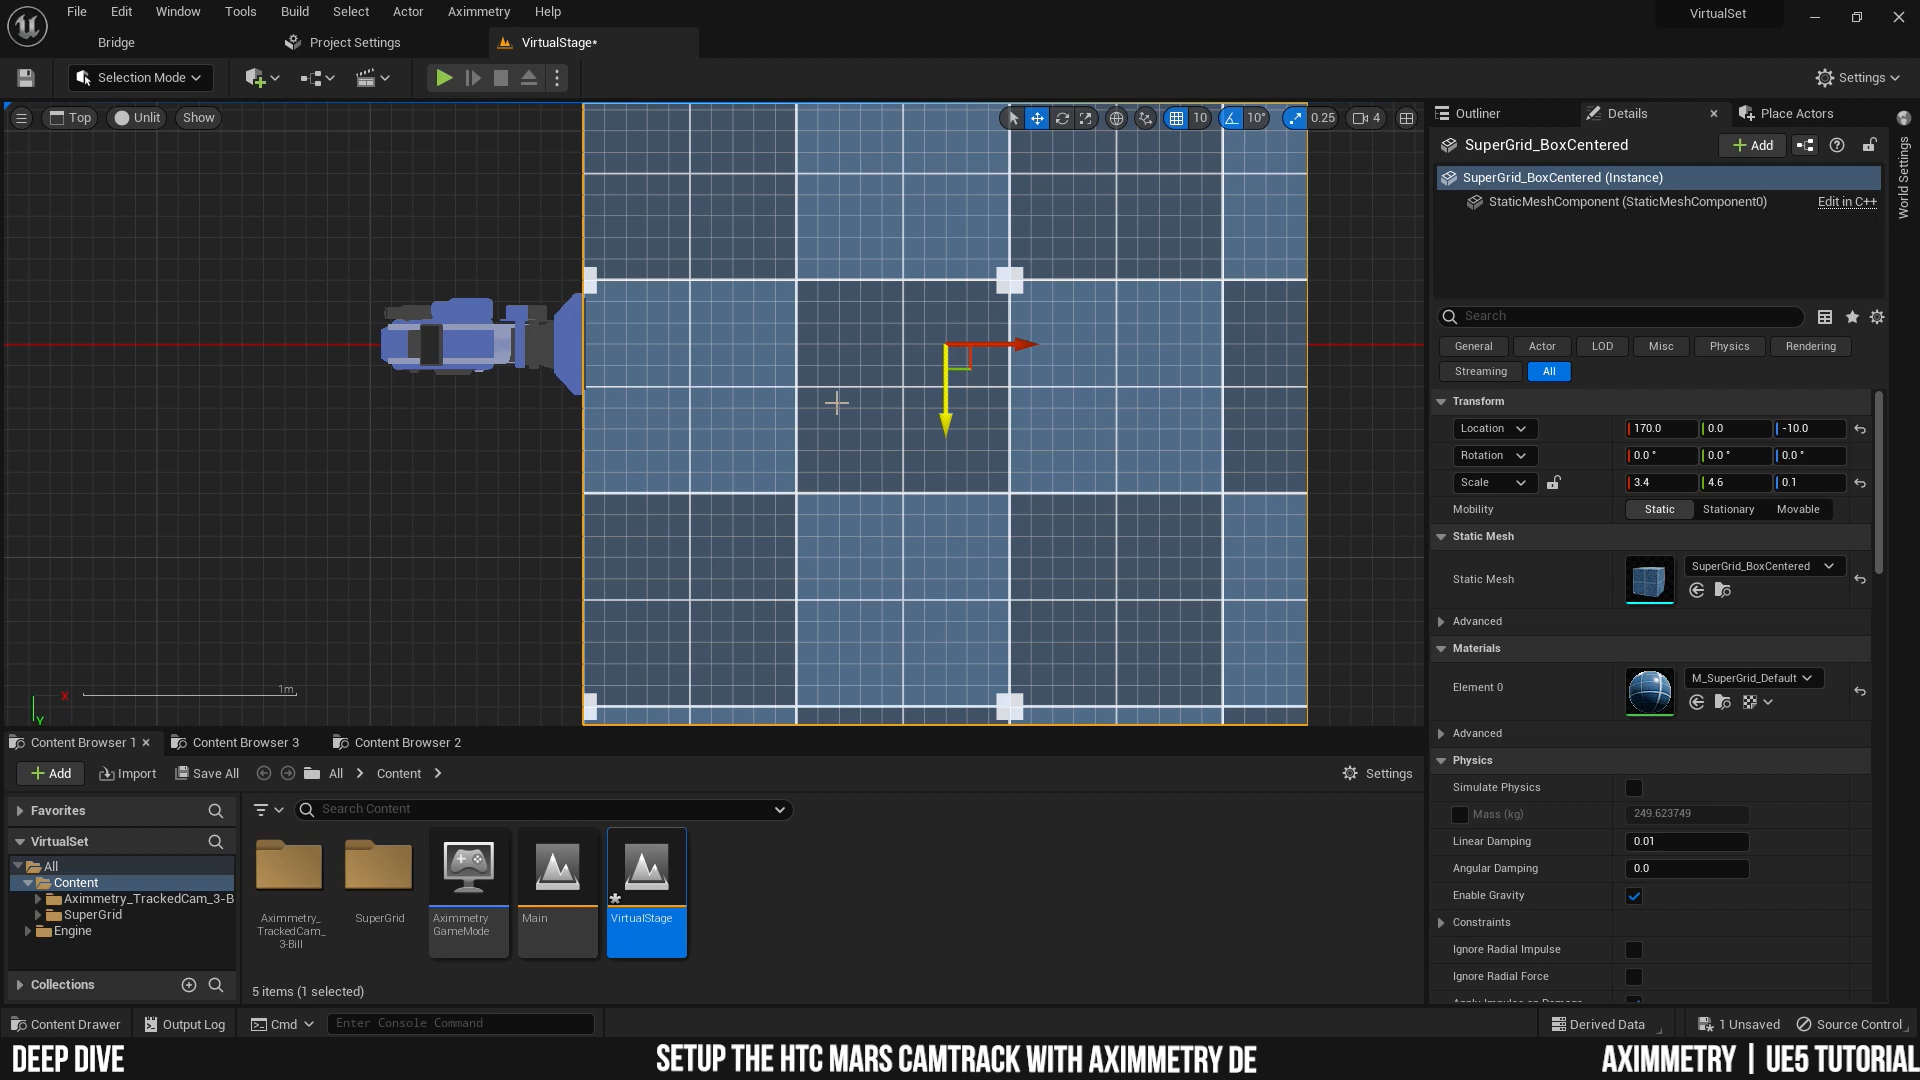 File Edit Window Tools Build Select Actor Aximmetry Help
VirtualSet
Bridge
Project Settings
VirtualStage*
Selection Mode
Settings
Top
Unlit
Show
10
10°
0.25
4
X
Y
1m
Outliner
Details
Place Actors
World Settings
SuperGrid_BoxCentered
Add
SuperGrid_BoxCentered (Instance)
StaticMeshComponent (StaticMeshComponent0)
Edit in C++
Search
General
Actor
LOD
Misc
Physics
Rendering
Streaming
All
Transform
Location
170.0
0.0
-10.0
Rotation
0.0 °
0.0 °
0.0 °
Scale
3.4
4.6
0.1
Mobility
Static
Stationary
Movable
Static Mesh
Static Mesh
SuperGrid_BoxCentered
Advanced
Materials
Element 0
M_SuperGrid_Default
Advanced
Physics
Simulate Physics
Mass (kg)
249.623749
Linear Damping
0.01
Angular Damping
0.0
Enable Gravity
Constraints
Ignore Radial Impulse
Ignore Radial Force
Content Browser 1
Content Browser 3
Content Browser 2
Add
Import
Save All
All
Content
Settings
Favorites
Search Content
VirtualSet
All
Content
Aximmetry_TrackedCam_3-B
SuperGrid
Engine
Collections
Aximmetry_
TrackedCam_
3-Bill
SuperGrid
Aximmetry
GameMode
Main
VirtualStage
5 items (1 selected)
Content Drawer
Output Log
Cmd
Enter Console Command
Derived Data
1 Unsaved
Source Control
DEEP DIVE
SETUP THE HTC MARS CAMTRACK WITH AXIMMETRY DE
AXIMMETRY | UE5 TUTORIAL